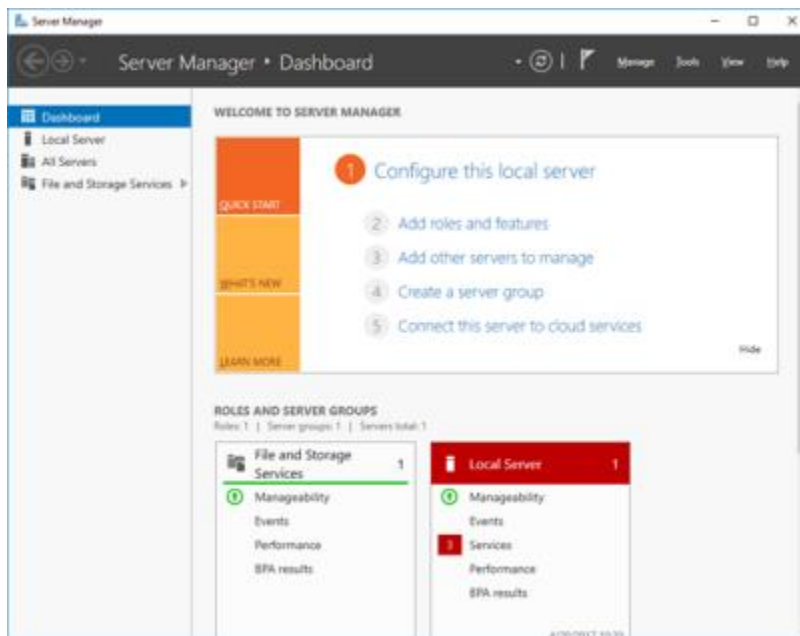 Server Manager
Server Manager • Dashboard
Manage Tools View Help
Dashboard
Local Server
All Servers
File and Storage Services
WELCOME TO SERVER MANAGER
QUICK START
WHAT'S NEW
LEARN MORE
1 Configure this local server
2 Add roles and features
3 Add other servers to manage
4 Create a server group
5 Connect this server to cloud services
Hide
ROLES AND SERVER GROUPS
Roles: 1 | Server groups: 1 | Servers total: 1
File and Storage
Services
1
Manageability
Events
Performance
BPA results
Local Server 1
Manageability
Events
3 Services
Performance
BPA results